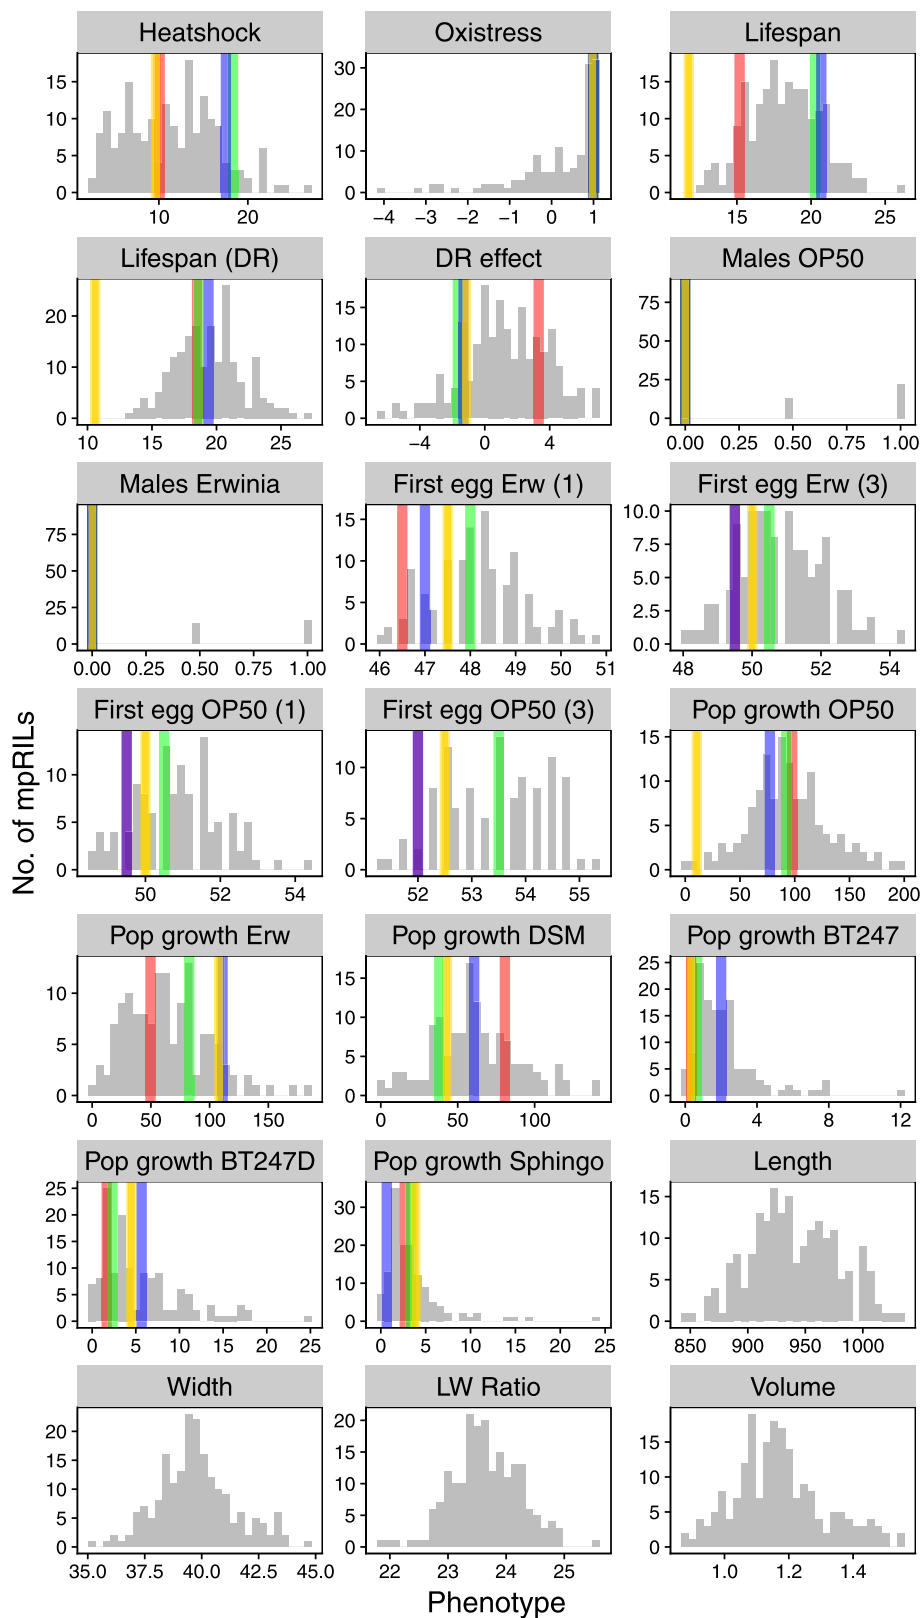 Heatshock Oxistress Lifespan
15 10 5 0
30 20 10 0
15 10 5 0
10 20
−4 −3 −2 −1 0 1
15 20 25
Lifespan (DR) DR effect Males OP50
20 10 0
15 10 5 0
75 50 25 0
10 15 20 25
−4 0 4
0.00 0.25 0.50 0.75 1.00
Males Erwinia First egg Erw (1) First egg Erw (3)
75 50 25 0
15 10 5 0
10.0 7.5 5.0 2.5 0.0
0.00 0.25 0.50 0.75 1.00
46 47 48 49 50 51
48 50 52 54
First egg OP50 (1) First egg OP50 (3) Pop growth OP50
10 5 0
10 5 0
15 10 5 0
50 52 54
52 53 54 55
0 50 100 150 200
No. of mpRILs
Pop growth Erw Pop growth DSM Pop growth BT247
10 5 0
15 10 5 0
25 20 15 10 5 0
0 50 100 150
0 50 100
0 4 8 12
Pop growth BT247D Pop growth Sphingo Length
25 20 15 10 5 0
30 20 10 0
15 10 5 0
0 5 10 15 20 25
0 5 10 15 20 25
850 900 950 1000
Width LW Ratio Volume
20 15 10 5 0
20 15 10 5 0
15 10 5 0
35.0 37.5 40.0 42.5 45.0
22 23 24 25
1.0 1.2 1.4
Phenotype